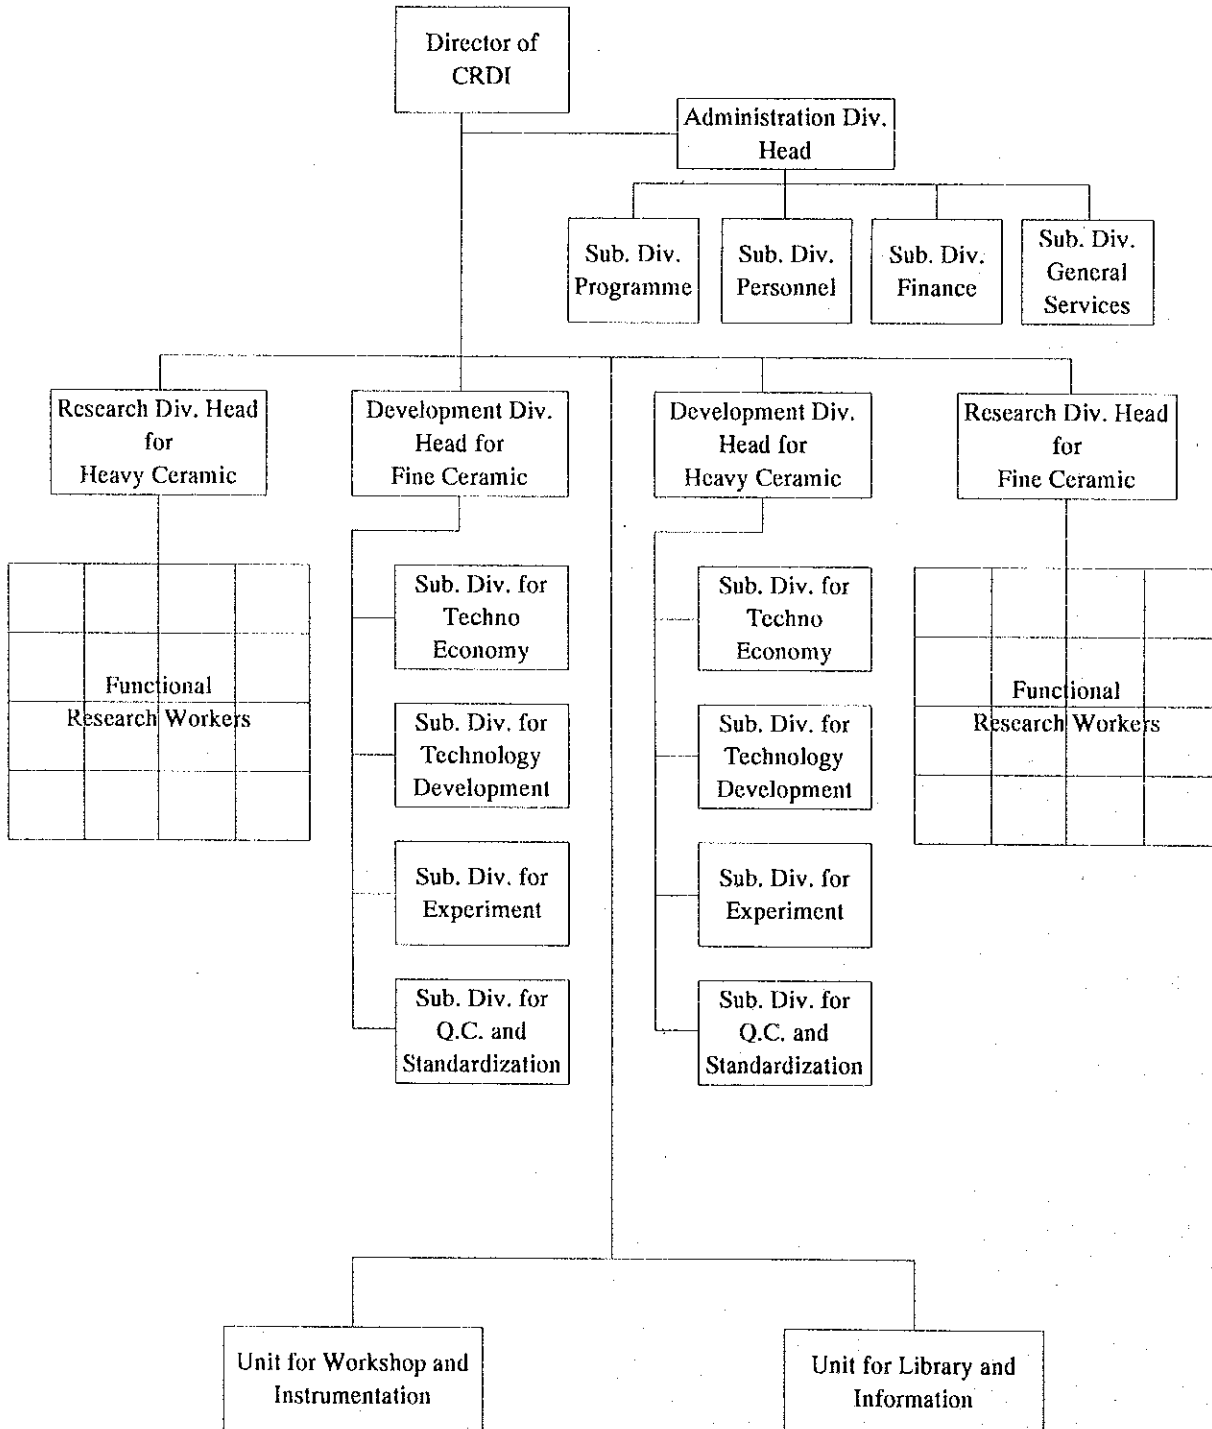 Director of
CRDI
Administration Div.
Head
Sub. Div.
Programme
Sub. Div.
Personnel
Sub. Div.
Finance
Sub. Div.
General
Services
Research Div. Head
for
Heavy Ceramic
Development Div.
Head for
Fine Ceramic
Development Div.
Head for
Heavy Ceramic
Research Div. Head
for
Fine Ceramic
Functional
Research Workers
Sub. Div. for
Techno
Economy
Sub. Div. for
Technology
Development
Sub. Div. for
Experiment
Sub. Div. for
Q.C. and
Standardization
Sub. Div. for
Techno
Economy
Sub. Div. for
Technology
Development
Sub. Div. for
Experiment
Sub. Div. for
Q.C. and
Standardization
Functional
Research Workers
Unit for Workshop and
Instrumentation
Unit for Library and
Information